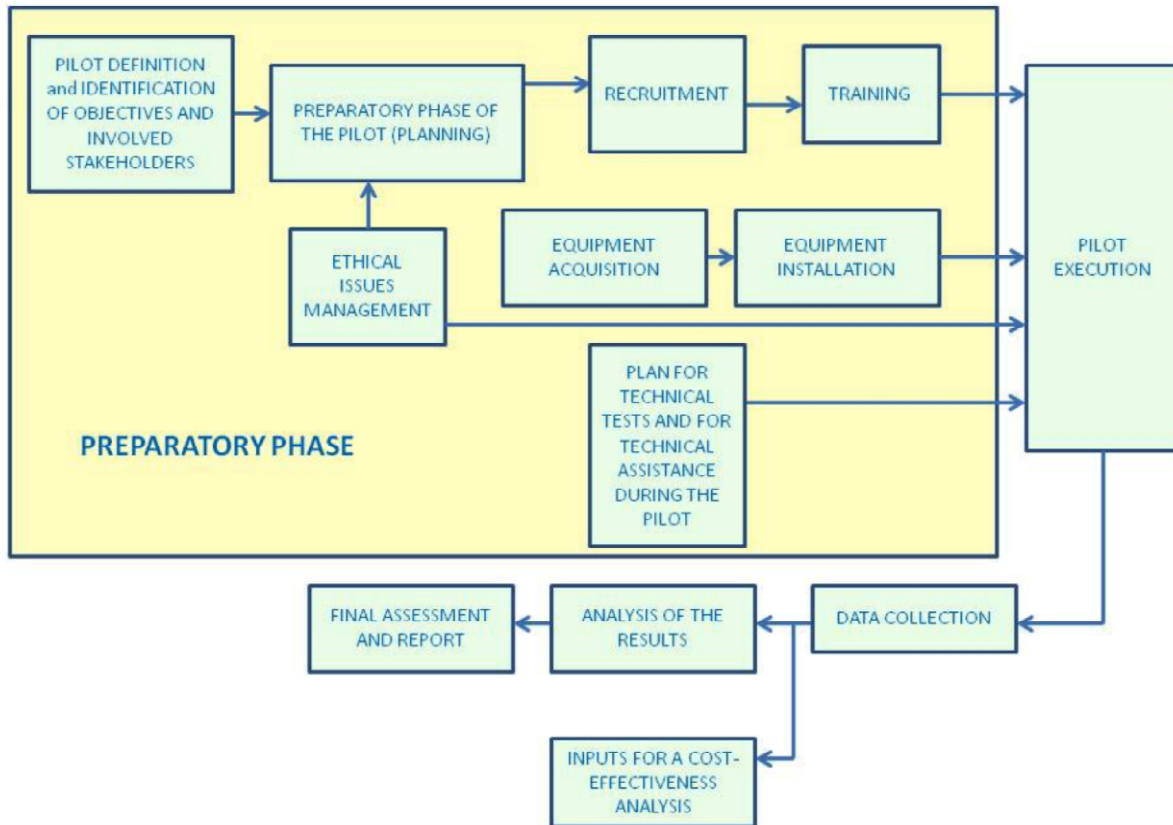 PILOT DEFINITION
and IDENTIFICATION
OF OBJECTIVES AND
INVOLVED
STAKEHOLDERS
PREPARATORY PHASE OF
THE PILOT (PLANNING)
RECRUITMENT
TRAINING
PILOT
EXECUTION
ETHICAL
ISSUES
MANAGEMENT
EQUIPMENT
ACQUISITION
EQUIPMENT
INSTALLATION
PLAN FOR
TECHNICAL
TESTS AND FOR
TECHNICAL
ASSISTANCE
DURING THE
PILOT
PREPARATORY PHASE
FINAL ASSESSMENT
AND REPORT
ANALYSIS OF THE
RESULTS
DATA COLLECTION
INPUTS FOR A COST-
EFFECTIVENESS
ANALYSIS